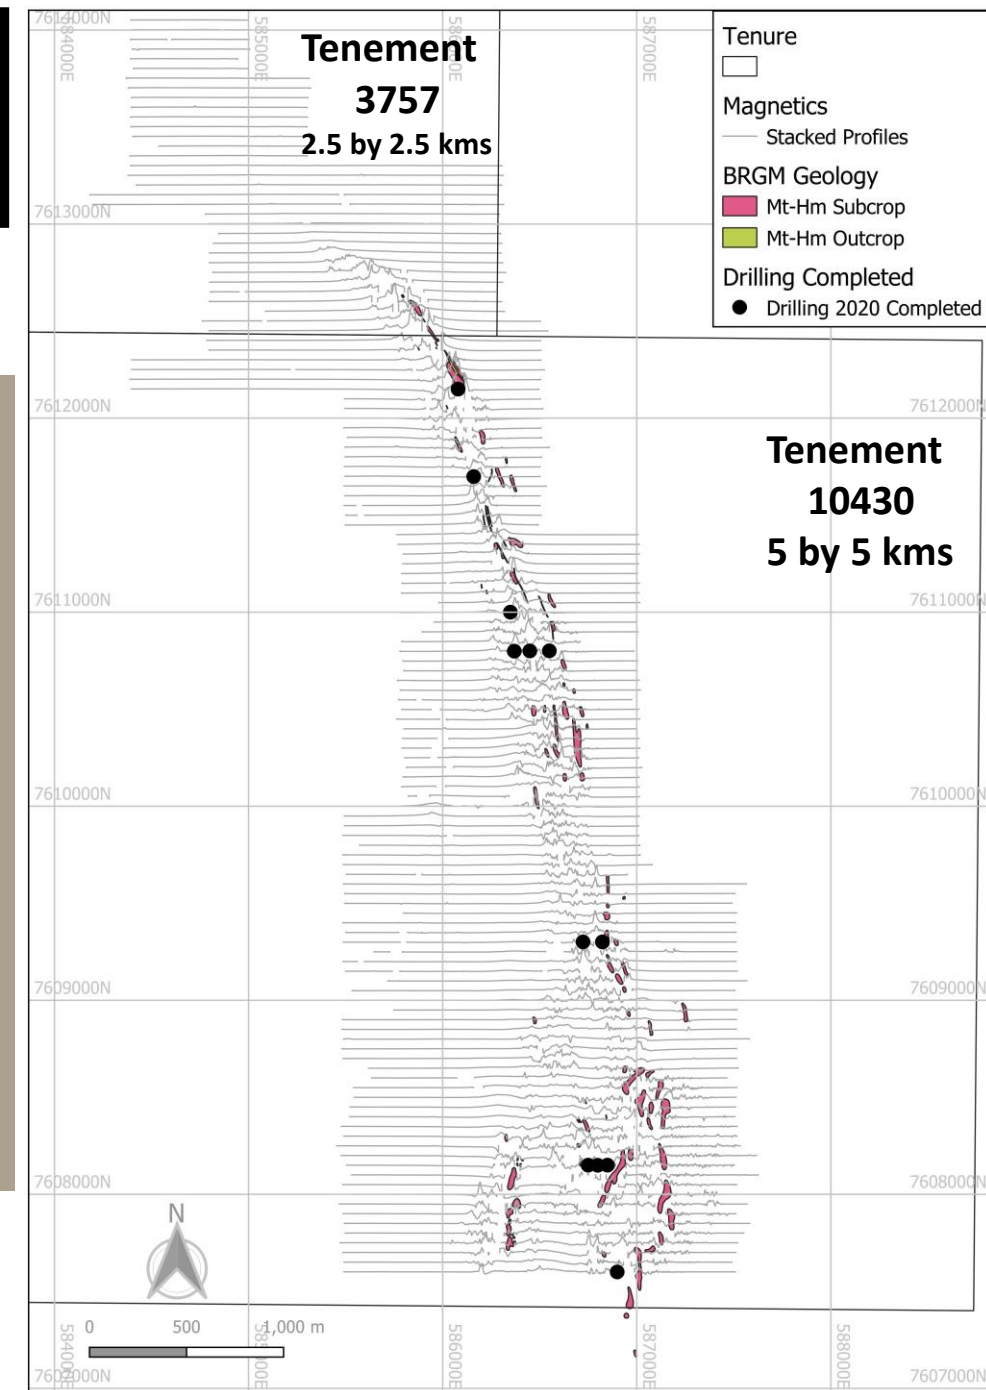 7614000N
584000E
585000E
586000E
587000E
Tenement
3757
2.5 by 2.5 kms
Tenure
Magnetics
Stacked Profiles
BRGM Geology
Mt-Hm Subcrop
Mt-Hm Outcrop
Drilling Completed
Drilling 2020 Completed
7613000N
7612000N
7612000N
Tenement
10430
5 by 5 kms
7611000N
7611000N
7610000N
7610000N
7609000N
7609000N
7608000N
7608000N
N
0 500 1,000 m
584000E
585000E
586000E
587000E
588000E
7607000N
7607000N